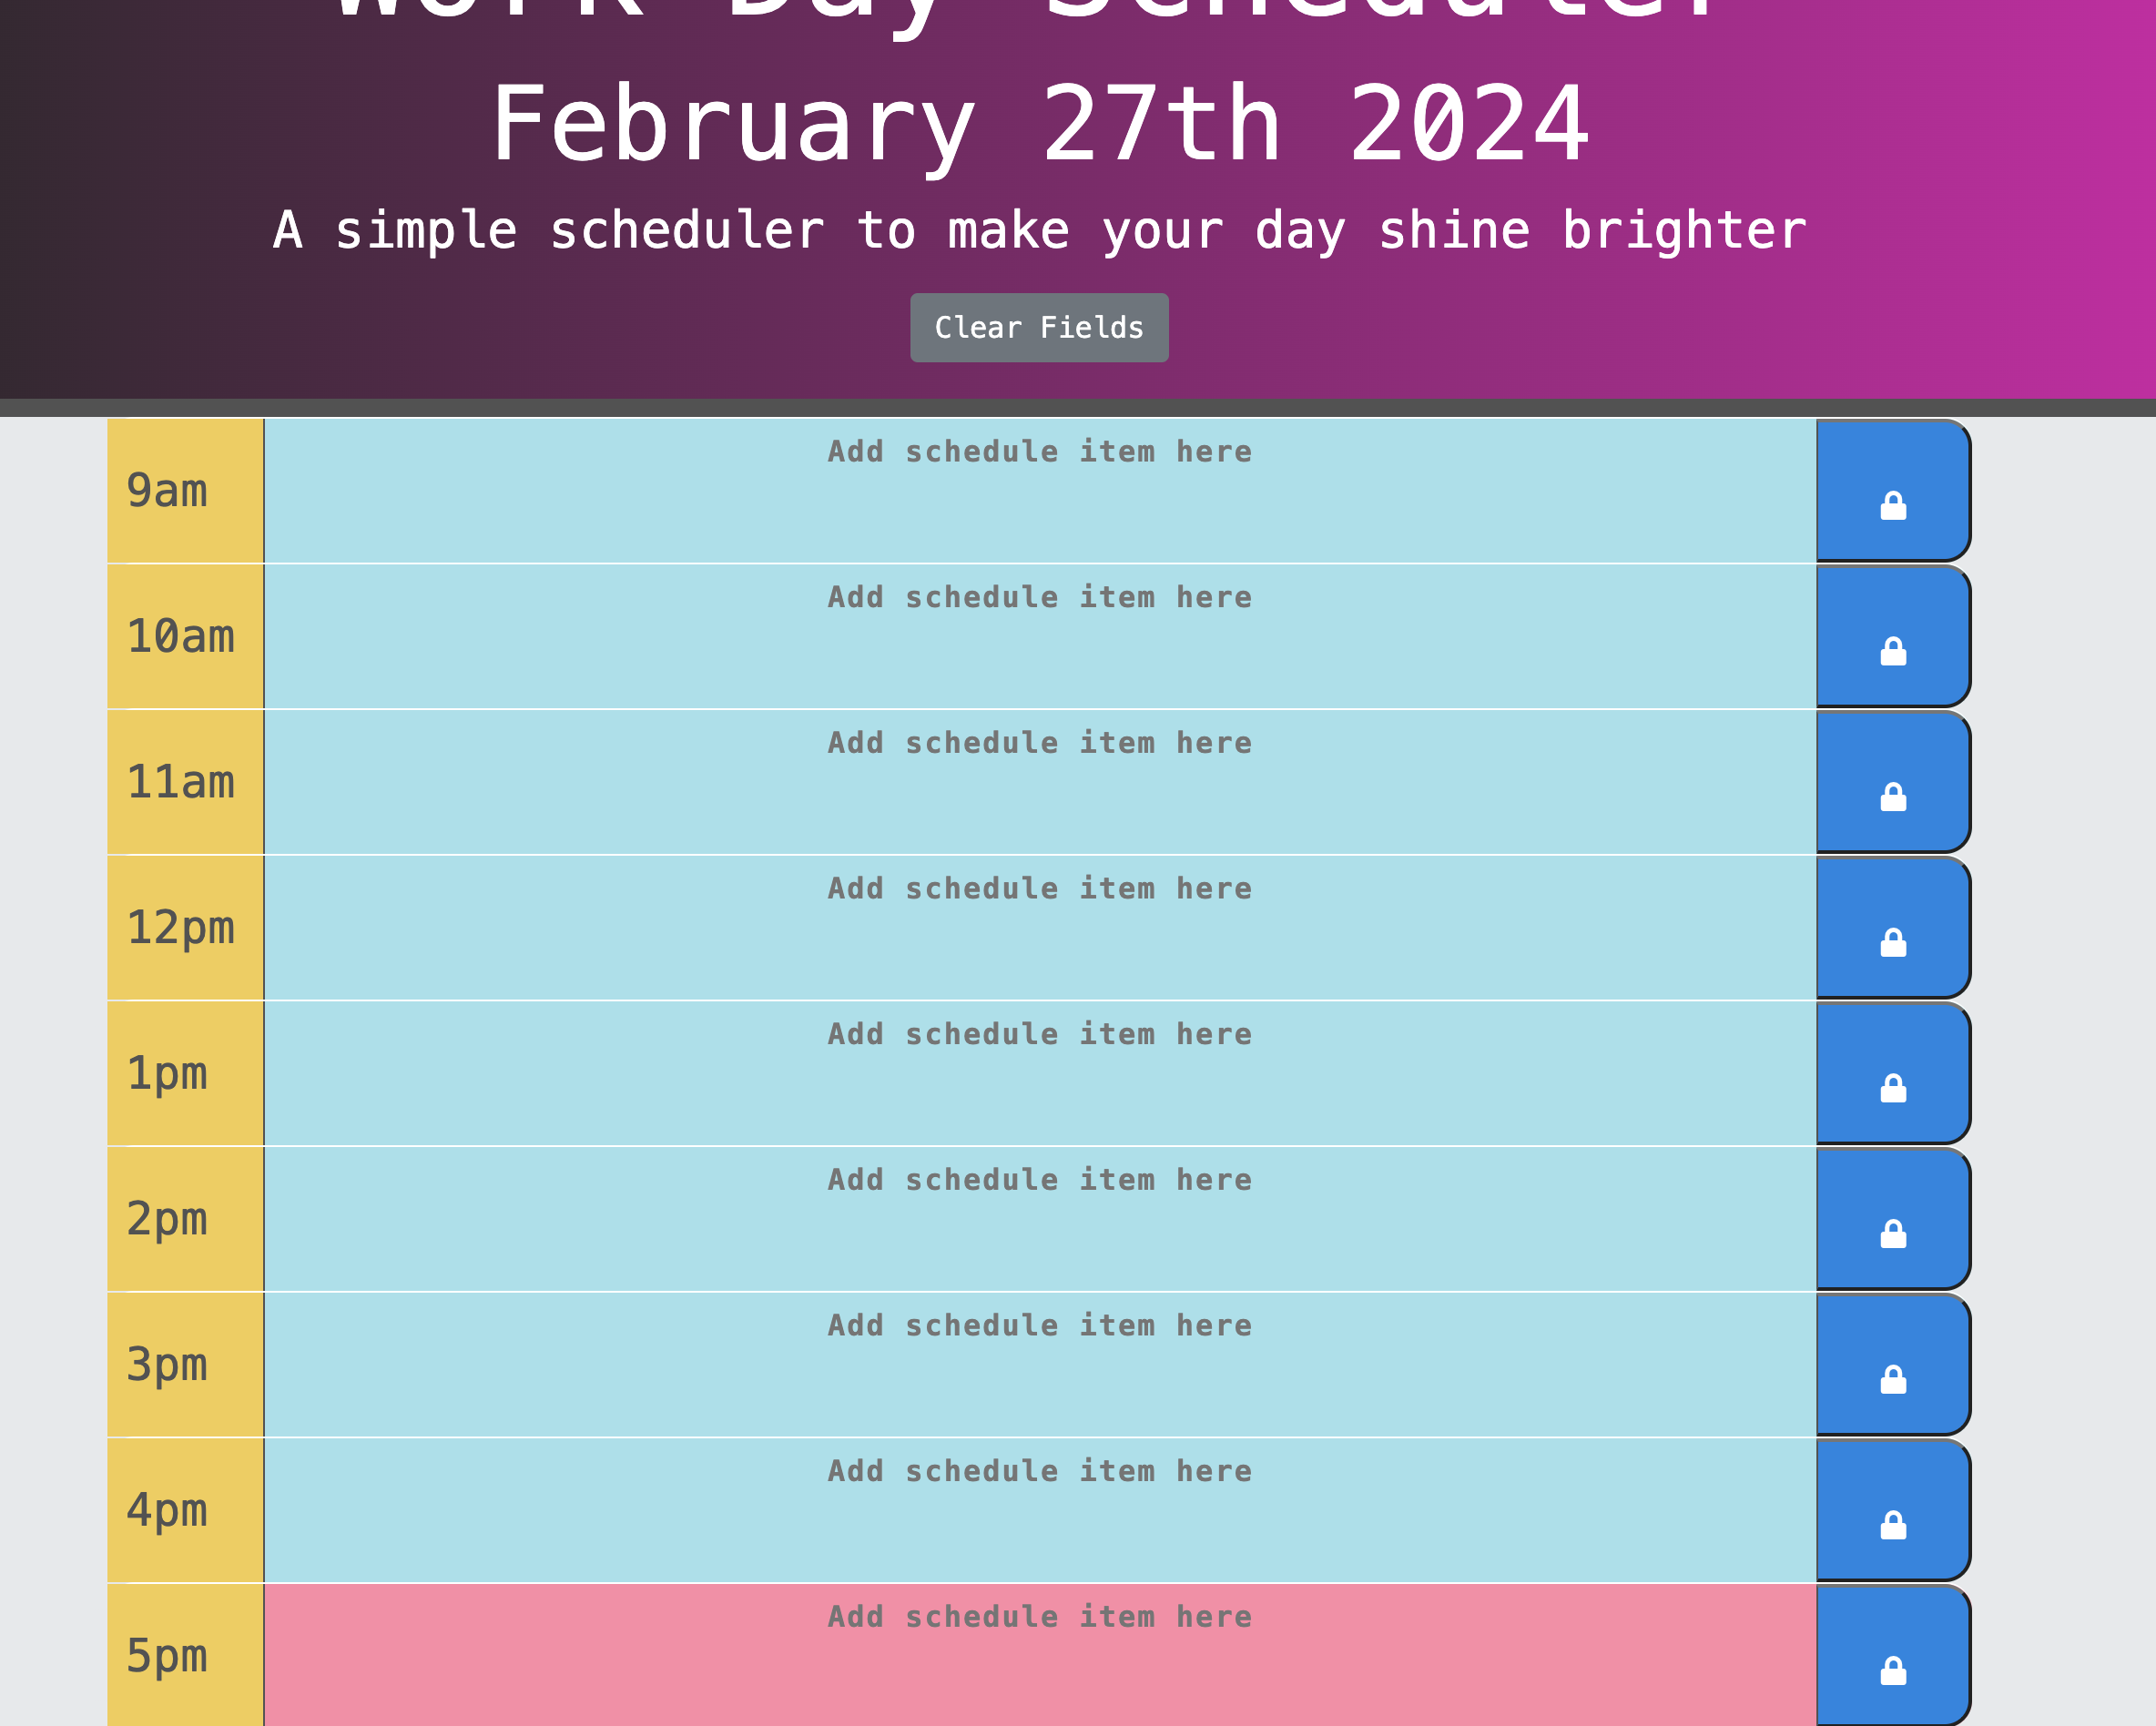 Work Day Scheduler
February 27th 2024
A simple scheduler to make your day shine brighter
Clear Fields
9am
Add schedule item here
10am
Add schedule item here
11am
Add schedule item here
12pm
Add schedule item here
1pm
Add schedule item here
2pm
Add schedule item here
3pm
Add schedule item here
4pm
Add schedule item here
5pm
Add schedule item here